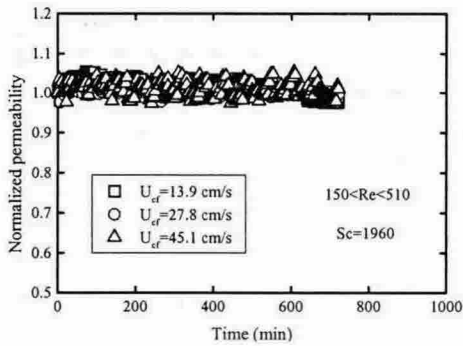 1.2
1.1
1.0
0.9
0.8
0.7
0.6
0.5
Normalized permeability
U_cf=13.9 cm/s
U_cf=27.8 cm/s
U_cf=45.1 cm/s
150<Re<510
Sc=1960
0 200 400 600 800 1000
Time (min)